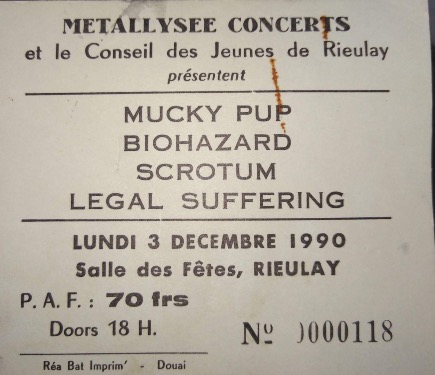 METALLYSEE CONCERTS
et le Conseil des Jeunes de Rieulay
présentent
MUCKY PUP
BIOHAZARD
SCROTUM
LEGAL SUFFERING
LUNDI 3 DECEMBRE 1990
Salle des Fêtes, RIEULAY
P. A. F. : 70 frs
Doors 18 H.
Nº 0000118
Réa Bat Imprim' - Douai